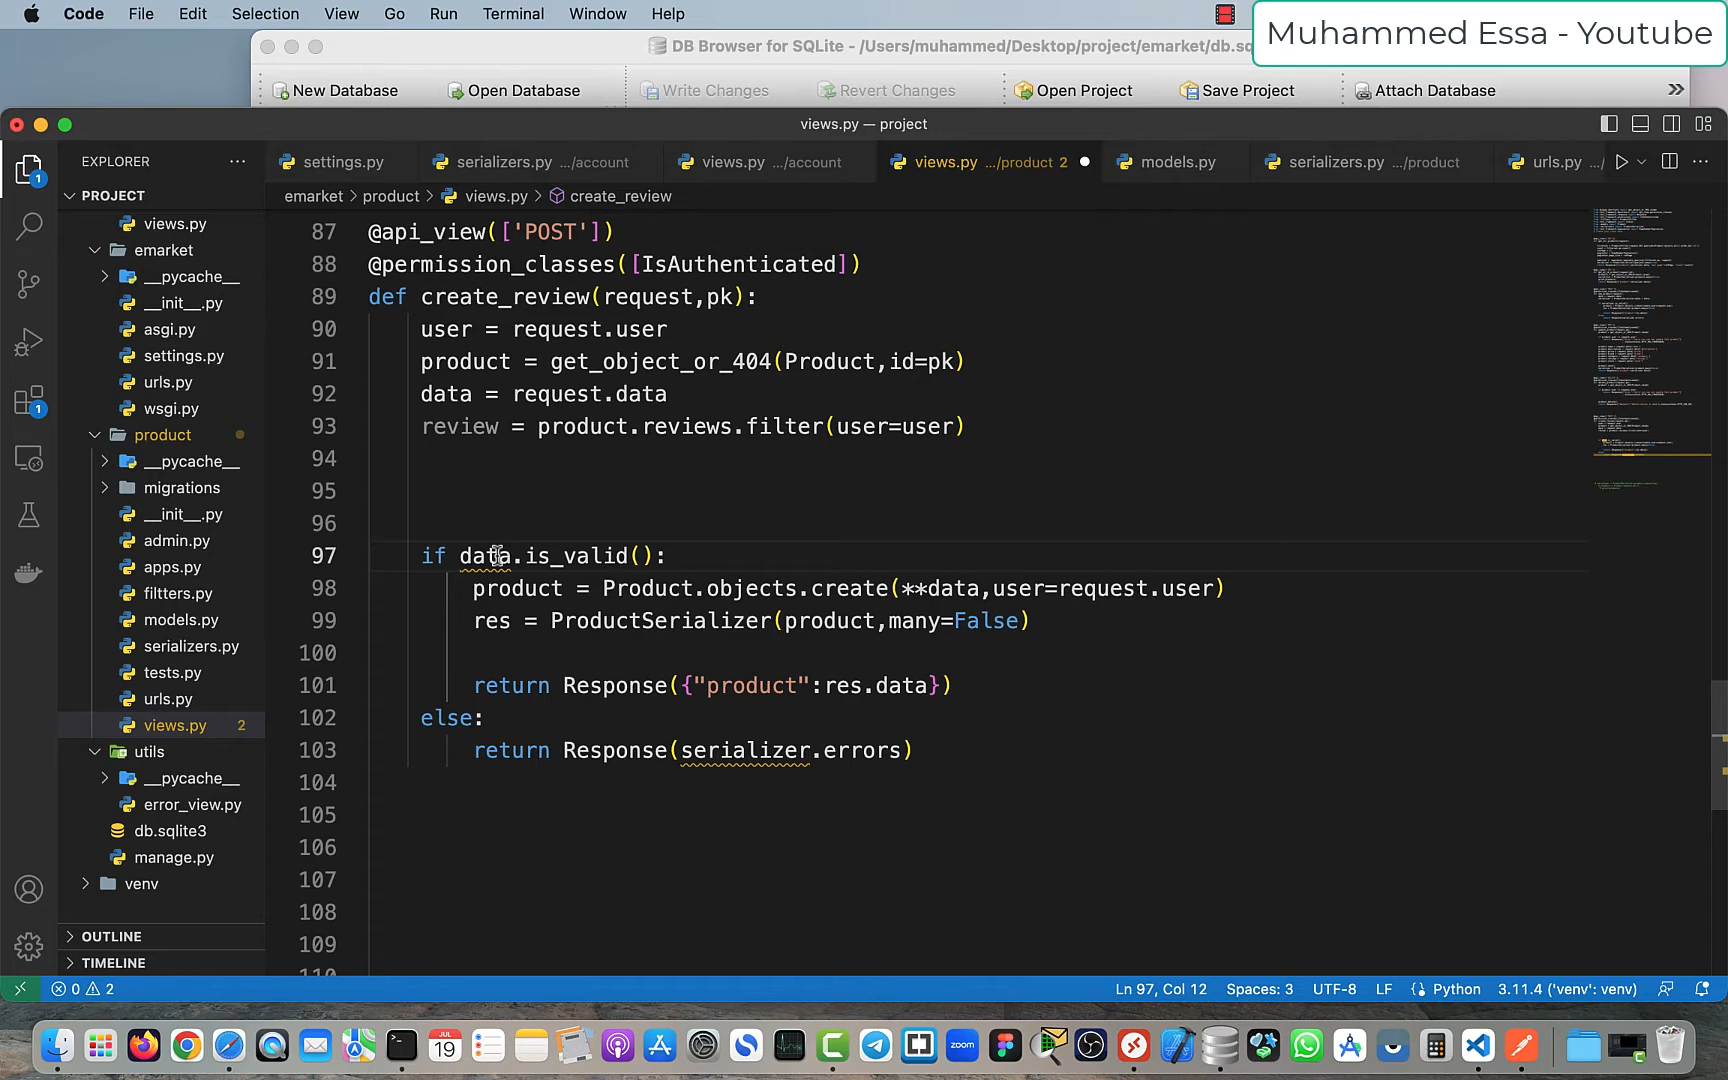 Code File Edit Selection View Go Run Terminal Window Help
Muhammed Essa - Youtube
DB Browser for SQLite - /Users/muhammed/Desktop/project/emarket/db.sq
New Database Open Database Write Changes Revert Changes Open Project Save Project Attach Database »
views.py — project
EXPLORER ...
settings.py serializers.py .../account views.py .../account views.py .../product 2 models.py serializers.py .../product urls.py .../
PROJECT
emarket > product > views.py > create_review
views.py
emarket
__pycache__
__init__.py
asgi.py
settings.py
urls.py
wsgi.py
product
__pycache__
migrations
__init__.py
admin.py
apps.py
filtters.py
models.py
serializers.py
tests.py
urls.py
views.py 2
utils
__pycache__
error_view.py
db.sqlite3
manage.py
venv
OUTLINE
TIMELINE
1
1
87 @api_view(['POST'])
88 @permission_classes([IsAuthenticated])
89 def create_review(request,pk):
90 user = request.user
91 product = get_object_or_404(Product,id=pk)
92 data = request.data
93 review = product.reviews.filter(user=user)
94
95
96
97 if data.is_valid():
98 product = Product.objects.create(**data,user=request.user)
99 res = ProductSerializer(product,many=False)
100
101 return Response({"product":res.data})
102 else:
103 return Response(serializer.errors)
104
105
106
107
108
109
110
0 2 Ln 97, Col 12 Spaces: 3 UTF-8 LF Python 3.11.4 ('venv': venv)
JUL
19
zoom